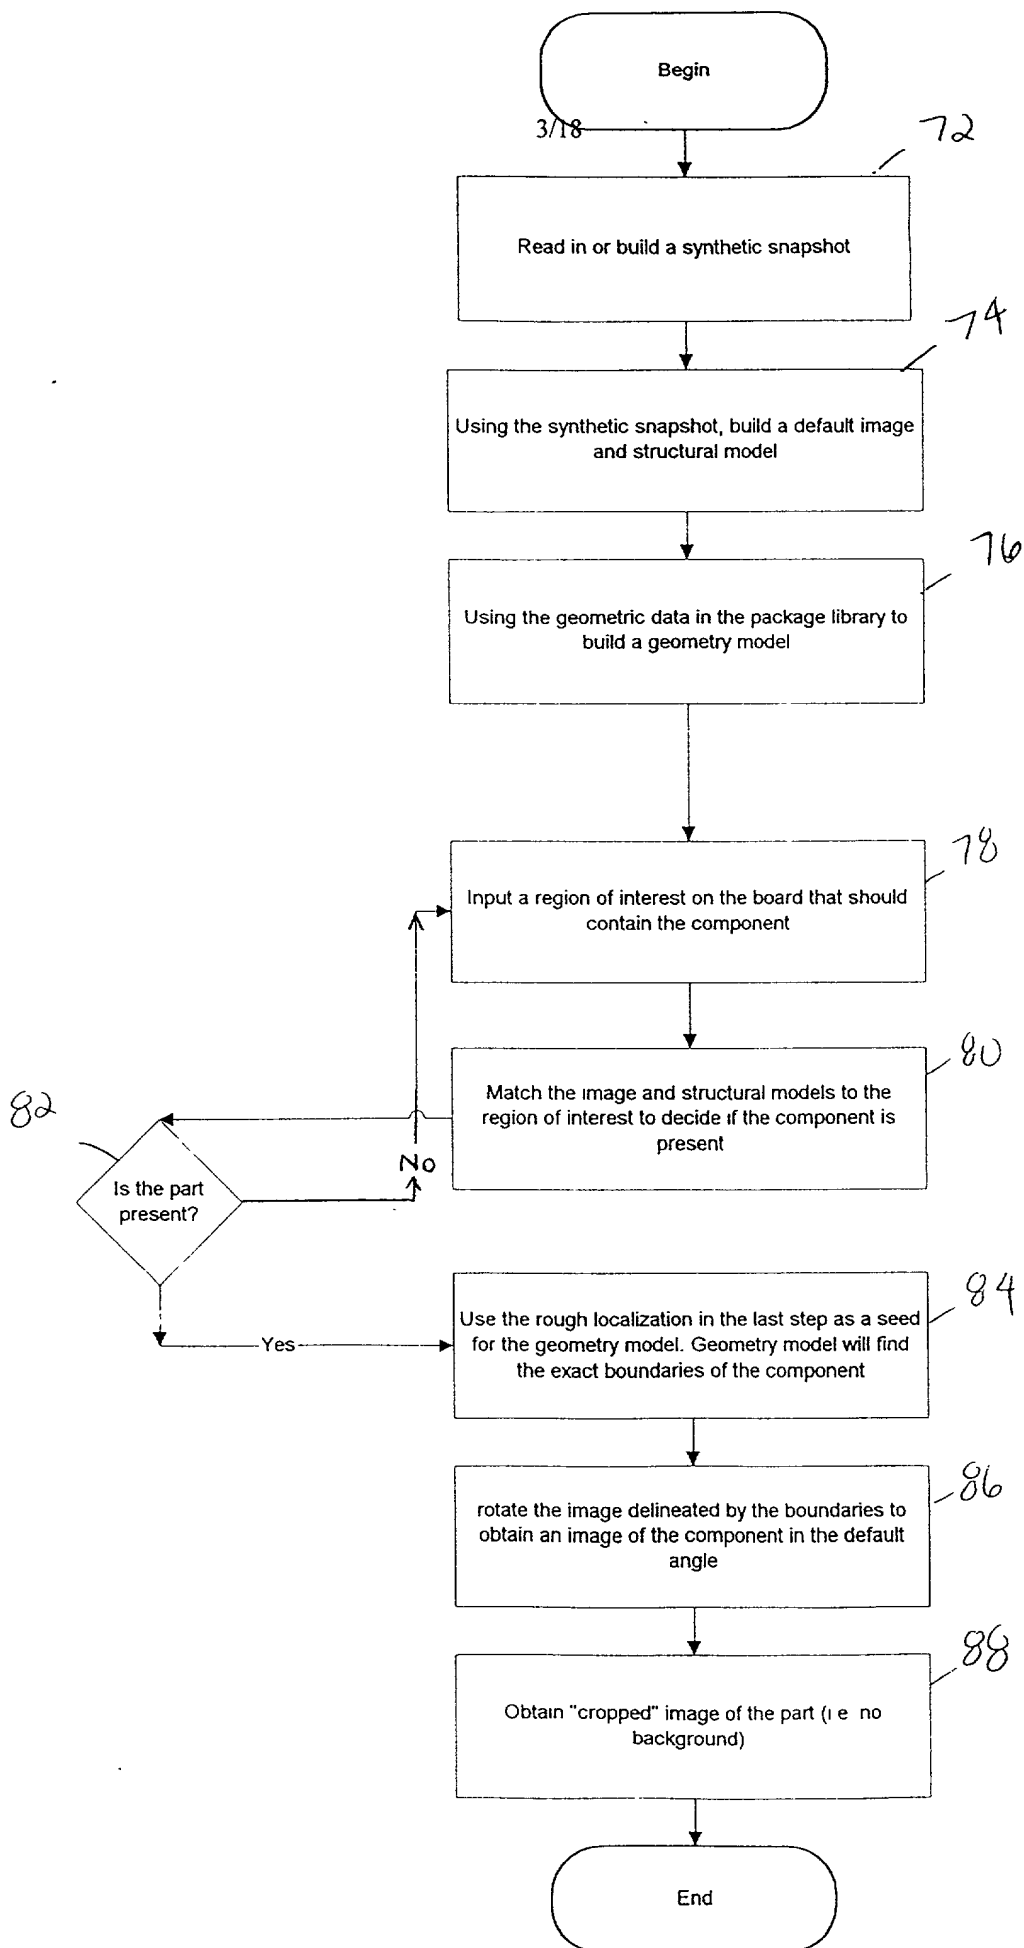 Begin
3/18
72
Read in or build a synthetic snapshot
74
Using the synthetic snapshot, build a default image
and structural model
76
Using the geometric data in the package library to
build a geometry model
78
Input a region of interest on the board that should
contain the component
80
Match the image and structural models to the
region of interest to decide if the component is
present
82
No
Is the part
present?
84
Use the rough localization in the last step as a seed
for the geometry model. Geometry model will find
the exact boundaries of the component
Yes
86
rotate the image delineated by the boundaries to
obtain an image of the component in the default
angle
88
Obtain "cropped" image of the part (i e no
background)
End